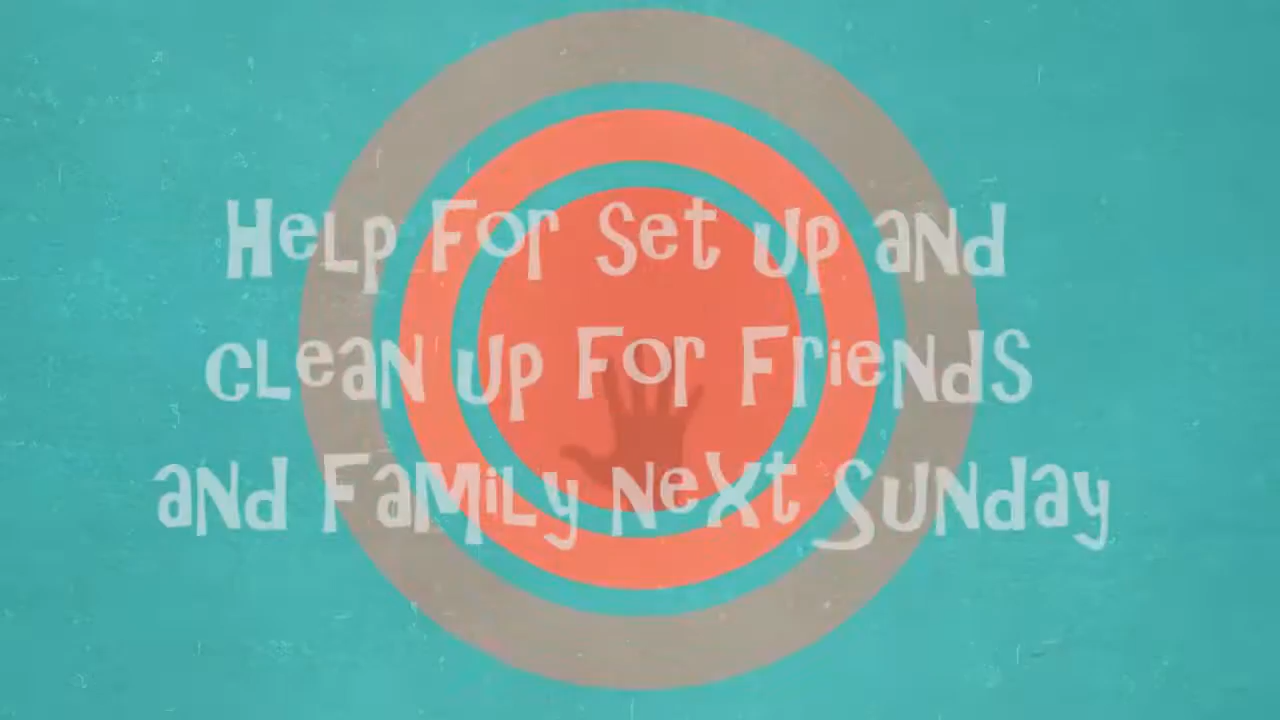 Help For Set Up and
Clean Up For Friends
and Family Next Sunday